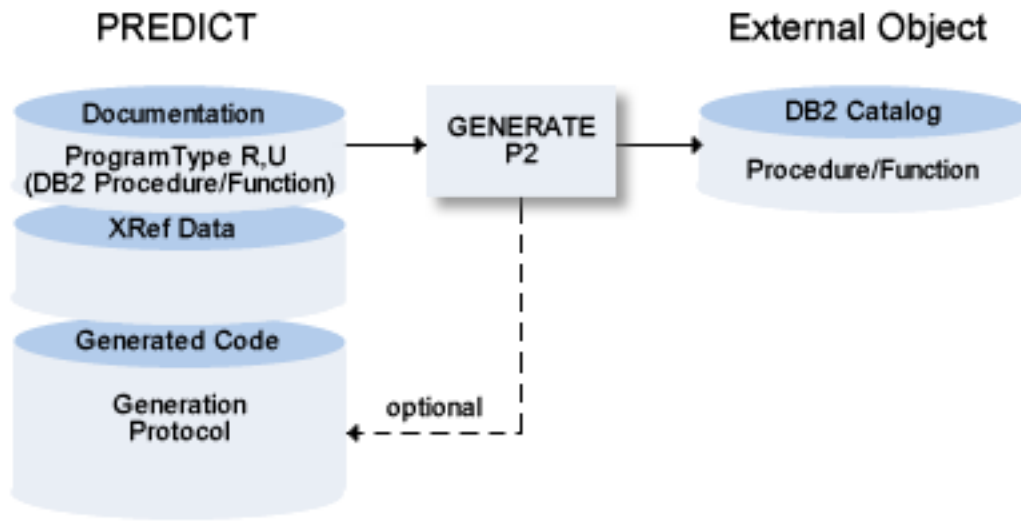 PREDICT
External Object
Documentation
ProgramType R,U
(DB2 Procedure/Function)
GENERATE
P2
DB2 Catalog
Procedure/Function
XRef Data
Generated Code
Generation
Protocol
optional